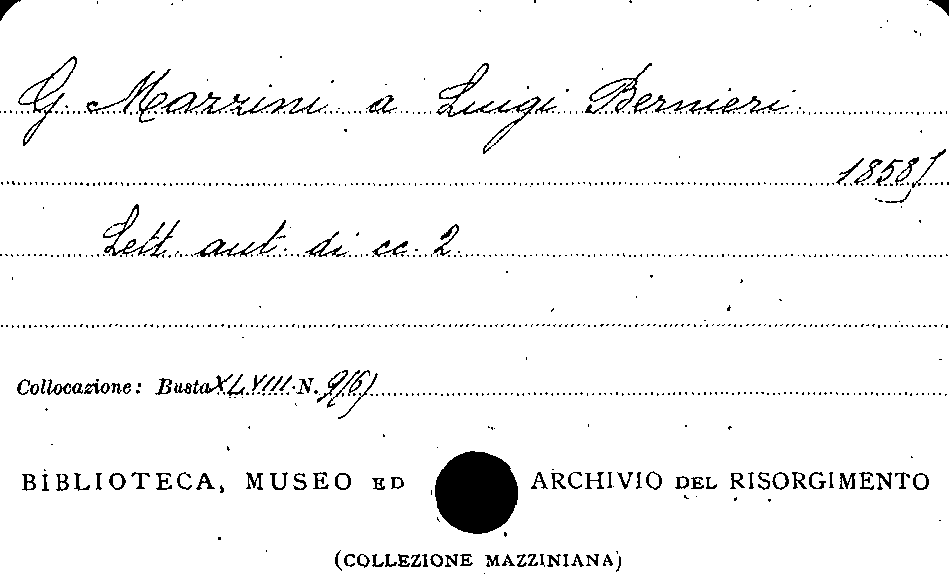 G. Mazzini a Luigi Bernieri.
1858]
Lett. aut. di cc. 2.
Collocazione: Busta XLVIII. N. 9(6)
BIBLIOTECA, MUSEO ED ARCHIVIO DEL RISORGIMENTO
(COLLEZIONE MAZZINIANA)